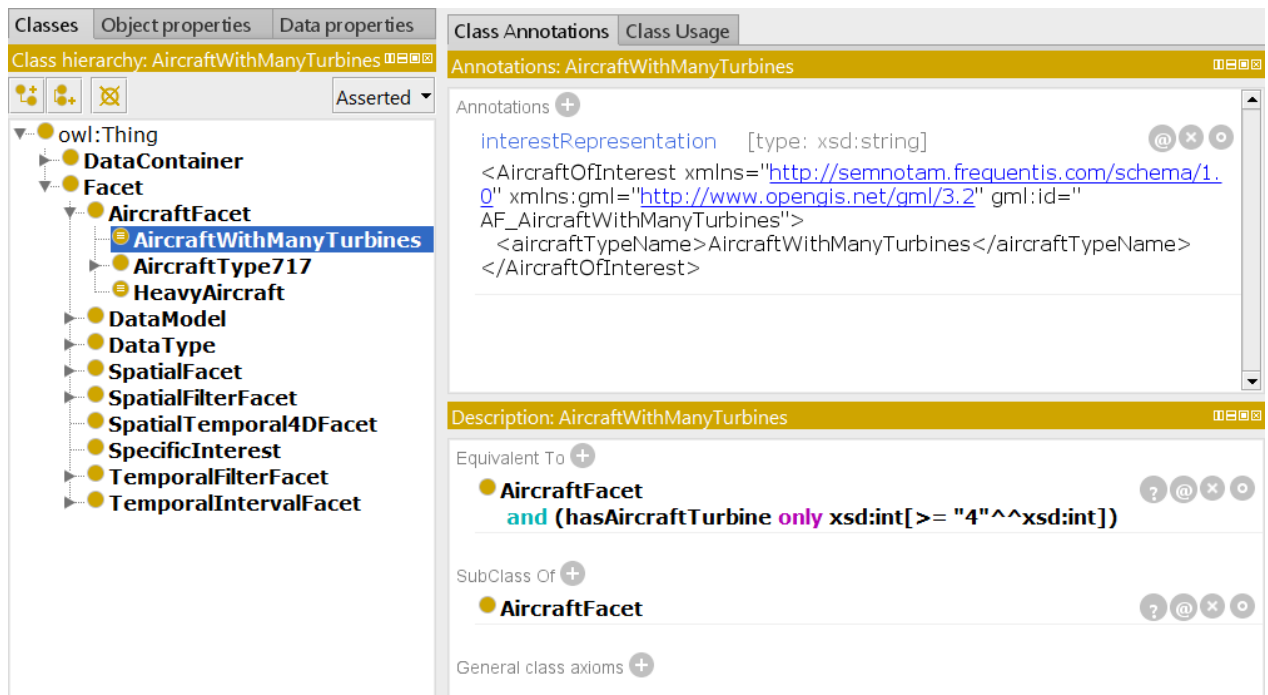 Classes Object properties Data properties
Class hierarchy: AircraftWithManyTurbines
Asserted
owl:Thing
DataContainer
Facet
AircraftFacet
AircraftWithManyTurbines
AircraftType717
HeavyAircraft
DataModel
DataType
SpatialFacet
SpatialFilterFacet
SpatialTemporal4DFacet
SpecificInterest
TemporalFilterFacet
TemporalIntervalFacet
Class Annotations Class Usage
Annotations: AircraftWithManyTurbines
Annotations
interestRepresentation [type: xsd:string]
<AircraftOfInterest xmlns="http://semnotam.frequentis.com/schema/1.
0" xmlns:gml="http://www.opengis.net/gml/3.2" gml:id="
AF_AircraftWithManyTurbines">
<aircraftTypeName>AircraftWithManyTurbines</aircraftTypeName>
</AircraftOfInterest>
Description: AircraftWithManyTurbines
Equivalent To
AircraftFacet
and (hasAircraftTurbine only xsd:int[>= "4"^^xsd:int])
SubClass Of
AircraftFacet
General class axioms